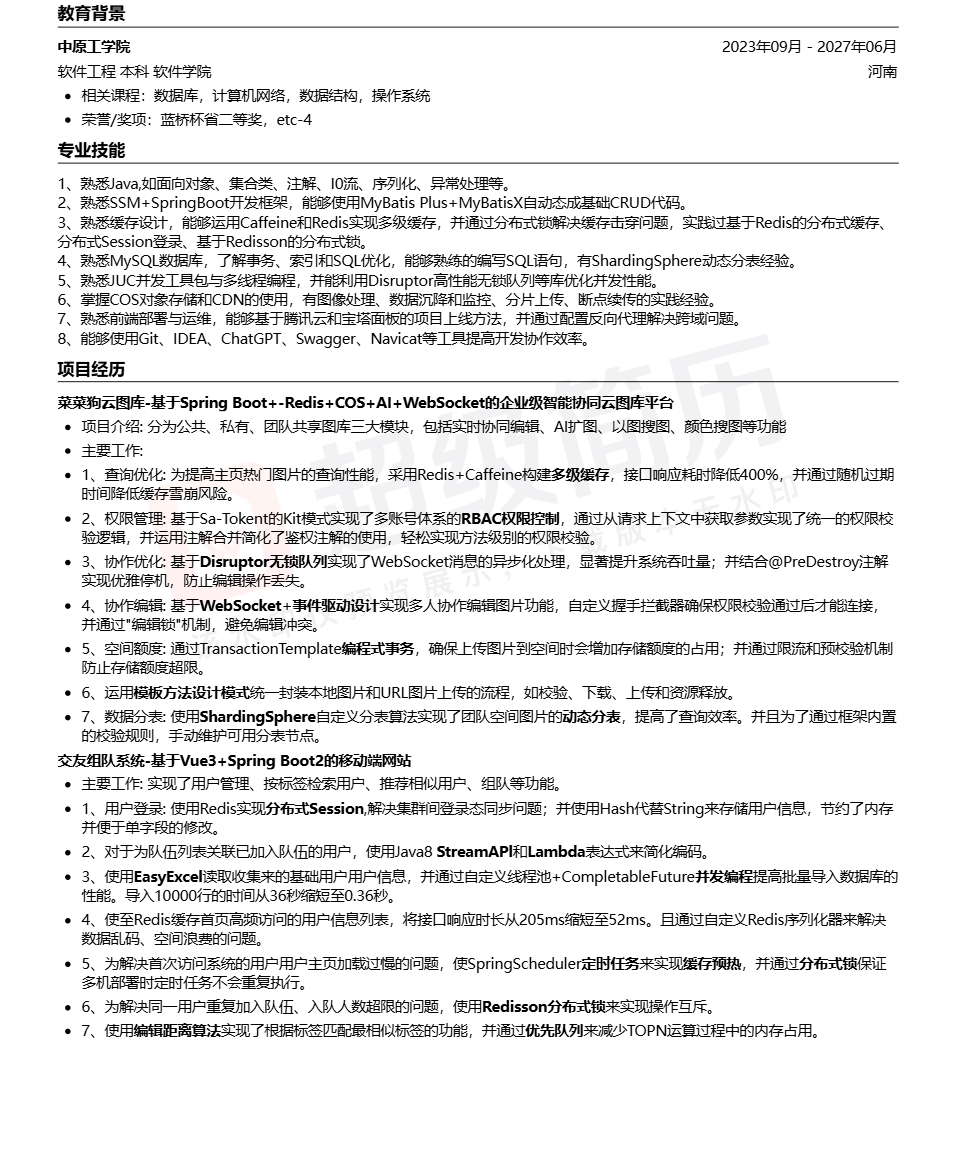 教育背景
中原工学院 2023年09月 - 2027年06月
软件工程 本科 软件学院 河南
• 相关课程：数据库，计算机网络，数据结构，操作系统
• 荣誉/奖项：蓝桥杯省二等奖，etc-4
专业技能
1、熟悉Java,如面向对象、集合类、注解、I0流、序列化、异常处理等。
2、熟悉SSM+SpringBoot开发框架，能够使用MyBatis Plus+MyBatisX自动态成基础CRUD代码。
3、熟悉缓存设计，能够运用Caffeine和Redis实现多级缓存，并通过分布式锁解决缓存击穿问题，实践过基于Redis的分布式缓存、
分布式Session登录、基于Redisson的分布式锁。
4、熟悉MySQL数据库，了解事务、索引和SQL优化，能够熟练的编写SQL语句，有ShardingSphere动态分表经验。
5、熟悉JUC并发工具包与多线程编程，并能利用Disruptor高性能无锁队列等库优化并发性能。
6、掌握COS对象存储和CDN的使用，有图像处理、数据沉降和监控、分片上传、断点续传的实践经验。
7、熟悉前端部署与运维，能够基于腾讯云和宝塔面板的项目上线方法，并通过配置反向代理解决跨域问题。
8、能够使用Git、IDEA、ChatGPT、Swagger、Navicat等工具提高开发协作效率。
项目经历
菜菜狗云图库-基于Spring Boot+-Redis+COS+AI+WebSocket的企业级智能协同云图库平台
• 项目介绍: 分为公共、私有、团队共享图库三大模块，包括实时协同编辑、AI扩图、以图搜图、颜色搜图等功能
• 主要工作:
• 1、查询优化: 为提高主页热门图片的查询性能，采用Redis+Caffeine构建多级缓存，接口响应耗时降低400%，并通过随机过期
时间降低缓存雪崩风险。
• 2、权限管理: 基于Sa-Tokent的Kit模式实现了多账号体系的RBAC权限控制，通过从请求上下文中获取参数实现了统一的权限校
验逻辑，并运用注解合并简化了鉴权注解的使用，轻松实现方法级别的权限校验。
• 3、协作优化: 基于Disruptor无锁队列实现了WebSocket消息的异步化处理，显著提升系统吞吐量；并结合@PreDestroy注解
实现优雅停机，防止编辑操作丢失。
• 4、协作编辑: 基于WebSocket+事件驱动设计实现多人协作编辑图片功能，自定义握手拦截器确保权限校验通过后才能连接，
并通过"编辑锁"机制，避免编辑冲突。
• 5、空间额度: 通过TransactionTemplate编程式事务，确保上传图片到空间时会增加存储额度的占用；并通过限流和预校验机制
防止存储额度超限。
• 6、运用模板方法设计模式统一封装本地图片和URL图片上传的流程，如校验、下载、上传和资源释放。
• 7、数据分表: 使用ShardingSphere自定义分表算法实现了团队空间图片的动态分表，提高了查询效率。并且为了通过框架内置
的校验规则，手动维护可用分表节点。
交友组队系统-基于Vue3+Spring Boot2的移动端网站
• 主要工作: 实现了用户管理、按标签检索用户、推荐相似用户、组队等功能。
• 1、用户登录: 使用Redis实现分布式Session,解决集群间登录态同步问题；并使用Hash代替String来存储用户信息，节约了内存
并便于单字段的修改。
• 2、对于为队伍列表关联已加入队伍的用户，使用Java8 StreamAPl和Lambda表达式来简化编码。
• 3、使用EasyExcel读取收集来的基础用户用户信息，并通过自定义线程池+CompletableFuture并发编程提高批量导入数据库的
性能。导入10000行的时间从36秒缩短至0.36秒。
• 4、使至Redis缓存首页高频访问的用户信息列表，将接口响应时长从205ms缩短至52ms。且通过自定义Redis序列化器来解决
数据乱码、空间浪费的问题。
• 5、为解决首次访问系统的用户用户主页加载过慢的问题，使SpringScheduler定时任务来实现缓存预热，并通过分布式锁保证
多机部署时定时任务不会重复执行。
• 6、为解决同一用户重复加入队伍、入队人数超限的问题，使用Redisson分布式锁来实现操作互斥。
• 7、使用编辑距离算法实现了根据标签匹配最相似标签的功能，并通过优先队列来减少TOPN运算过程中的内存占用。
超级简历
该水印仅预览展示，下载版本无水印